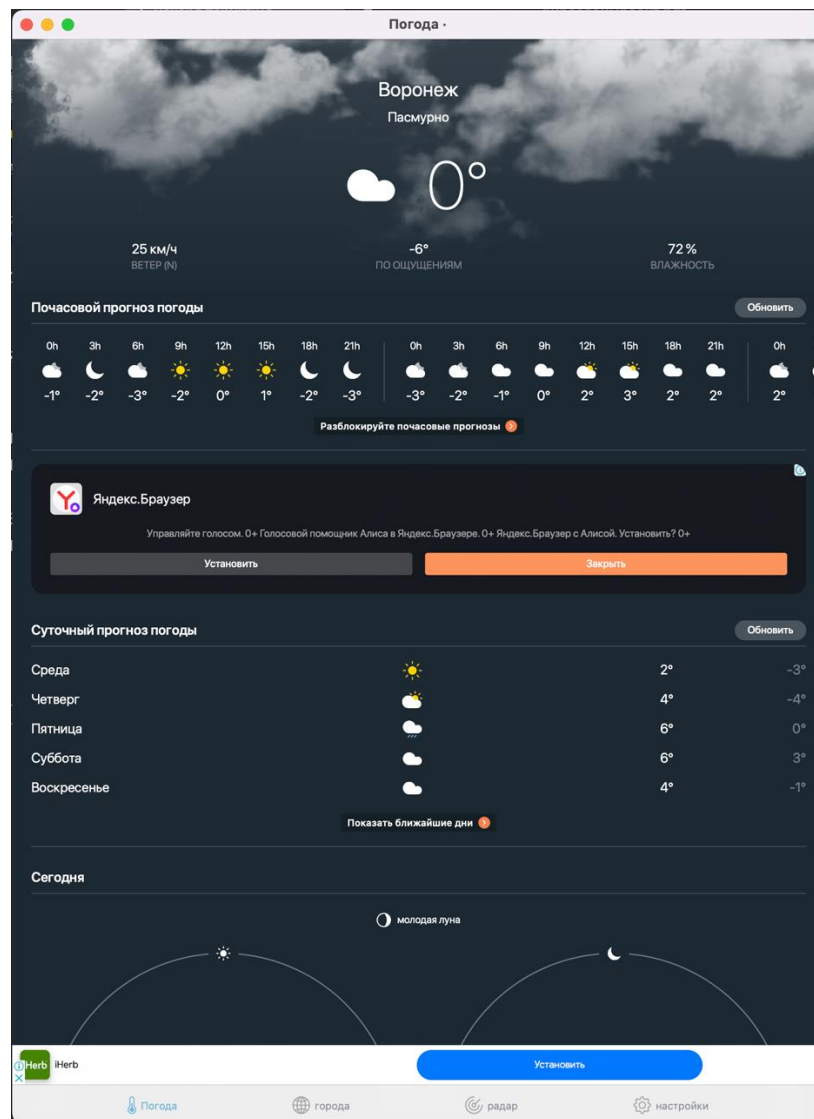 Погода ·
Воронеж
Пасмурно
0°
25 км/ч -6° 72 %
ВЕТЕР (N) ПО ОЩУЩЕНИЯМ ВЛАЖНОСТЬ
Почасовой прогноз погоды Обновить
0h 3h 6h 9h 12h 15h 18h 21h 0h 3h 6h 9h 12h 15h 18h 21h 0h
-1° -2° -3° -2° 0° 1° -2° -3° -3° -2° -1° 0° 2° 3° 2° 2° 2°
Разблокируйте почасовые прогнозы
Яндекс.Браузер
Управляйте голосом. 0+ Голосовой помощник Алиса в Яндекс.Браузере. 0+ Яндекс.Браузер с Алисой. Установить? 0+
Установить Закрыть
Суточный прогноз погоды Обновить
Среда 2° -3°
Четверг 4° -4°
Пятница 6° 0°
Суббота 6° 3°
Воскресенье 4° -1°
Показать ближайшие дни
Сегодня
молодая луна
iHerb iHerb Установить
Погода города радар настройки